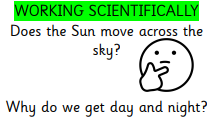 WORKING SCIENTIFICALLY
Does the Sun move across the
sky?
Why do we get day and night?